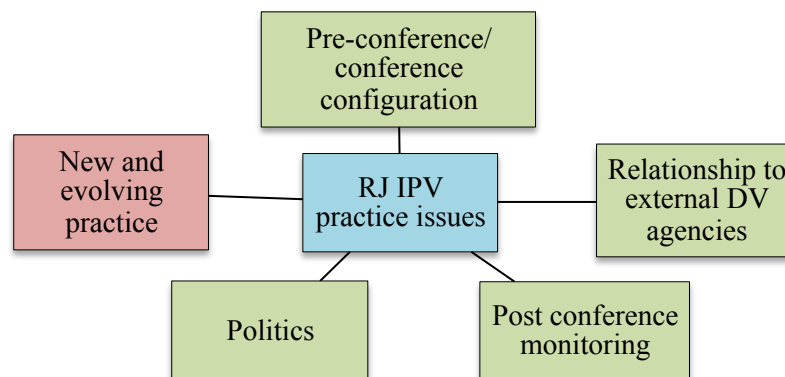 Pre-conference/
conference
configuration
New and
evolving
practice
RJ IPV
practice issues
Relationship to
external DV
agencies
Politics
Post conference
monitoring